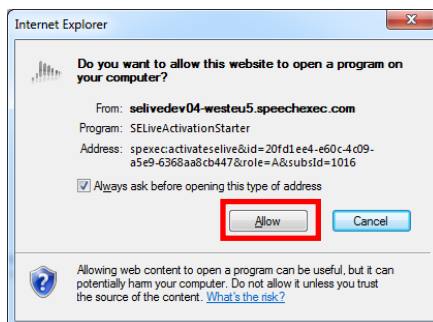 Internet Explorer
Do you want to allow this website to open a program on
your computer?
From: selivedev04-westeu5.speechexec.com
Program: SELiveActivationStarter
Address: spexec:activateselive&id=20fd1ee4-e60c-4c09-
a5e9-6368aa8cb447&role=A&subsId=1016
Always ask before opening this type of address
Allow
Cancel
Allowing web content to open a program can be useful, but it can
potentially harm your computer. Do not allow it unless you trust
the source of the content. What's the risk?